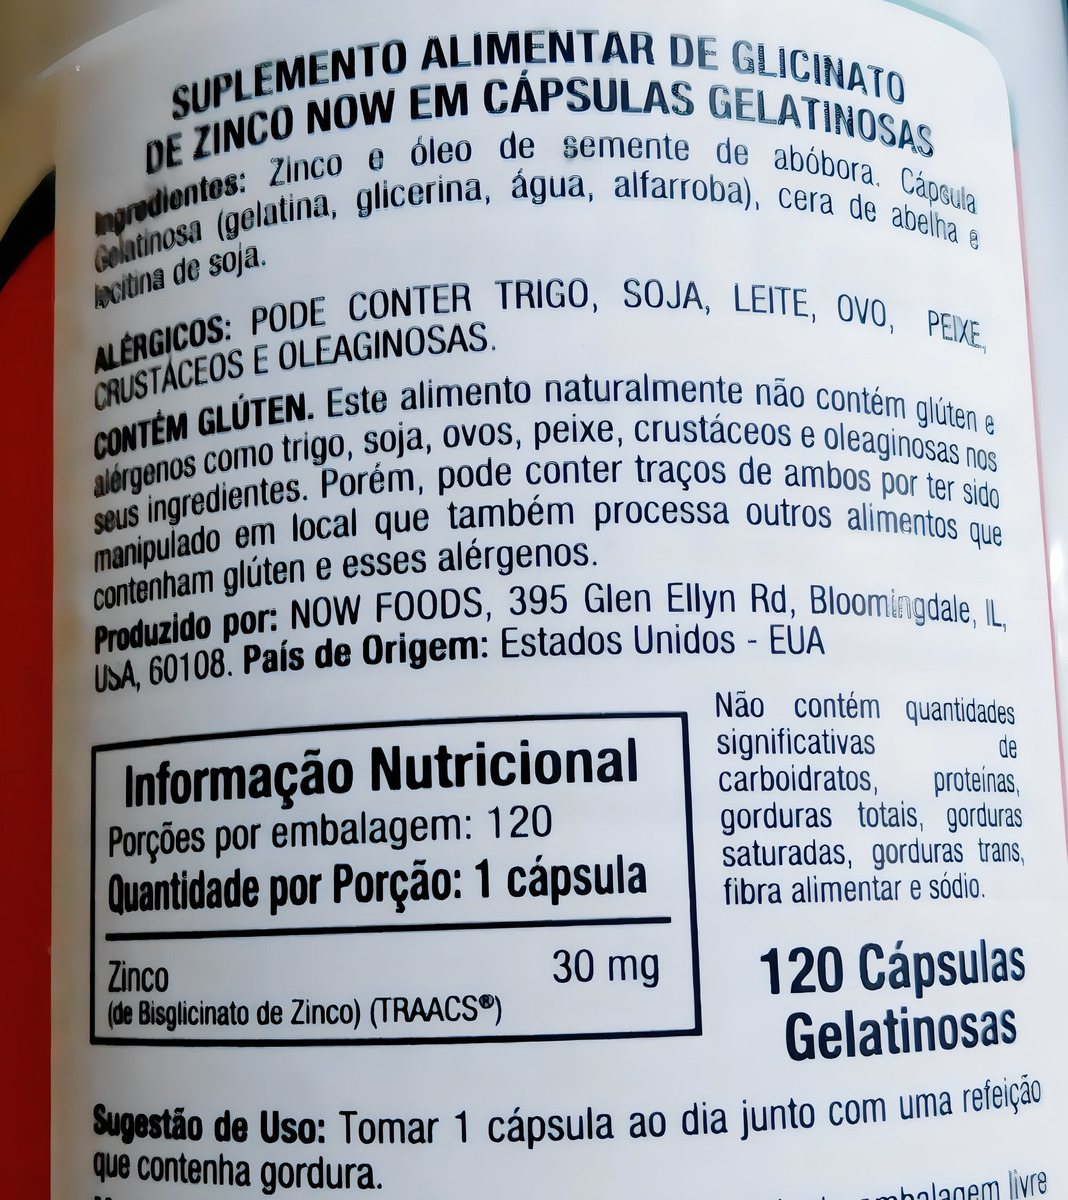 SUPLEMENTO ALIMENTAR DE GLICINATO
DE ZINCO NOW EM CÁPSULAS GELATINOSAS
Ingredientes: Zinco e óleo de semente de abóbora. Cápsula
Gelatinosa (gelatina, glicerina, água, alfarroba), cera de abelha e
lecitina de soja.
ALÉRGICOS: PODE CONTER TRIGO, SOJA, LEITE, OVO, PEIXE,
CRUSTÁCEOS E OLEAGINOSAS.
CONTÉM GLÚTEN. Este alimento naturalmente não contém glúten e
alérgenos como trigo, soja, ovos, peixe, crustáceos e oleaginosas nos
seus ingredientes. Porém, pode conter traços de ambos por ter sido
manipulado em local que também processa outros alimentos que
contenham glúten e esses alérgenos.
Produzido por: NOW FOODS, 395 Glen Ellyn Rd, Bloomingdale, IL,
USA, 60108. País de Origem: Estados Unidos - EUA
Informação Nutricional
Porções por embalagem: 120
Quantidade por Porção: 1 cápsula
Zinco 30 mg
(de Bisglicinato de Zinco) (TRAACS®)
Não contém quantidades
significativas de
carboidratos, proteínas,
gorduras totais, gorduras
saturadas, gorduras trans,
fibra alimentar e sódio.
120 Cápsulas
Gelatinosas
Sugestão de Uso: Tomar 1 cápsula ao dia junto com uma refeição
que contenha gordura.
livre